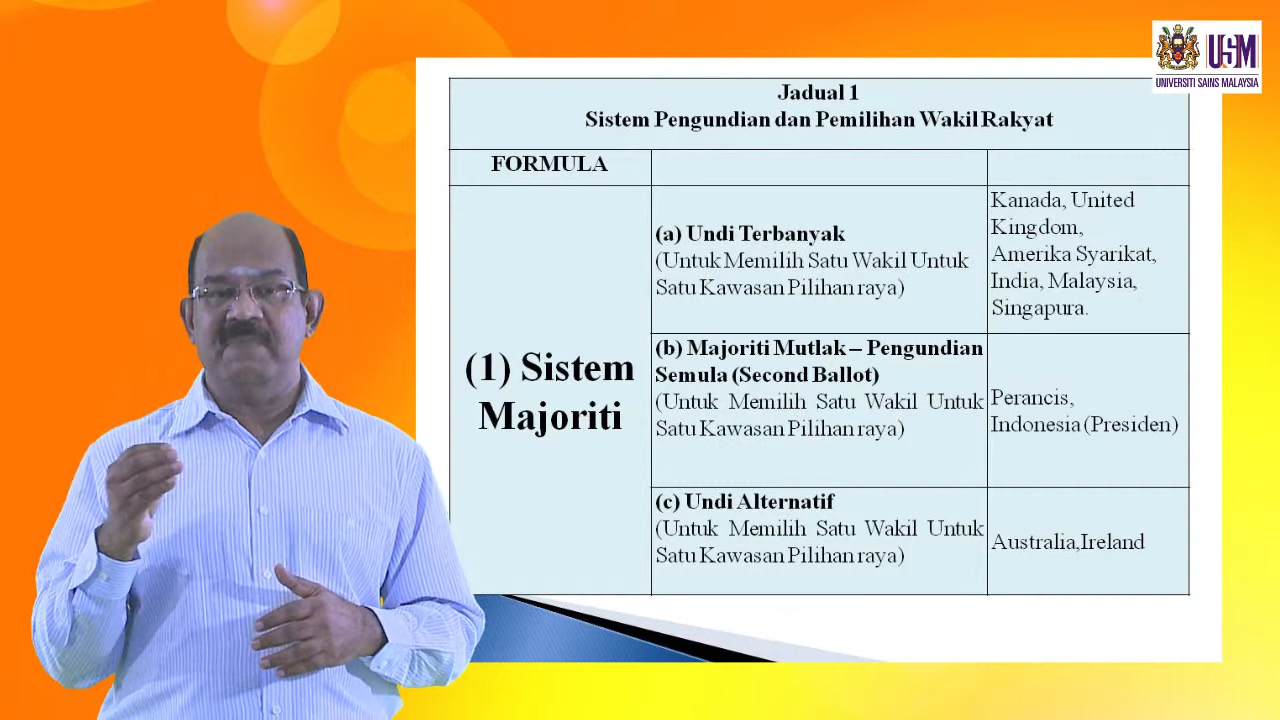 USM
UNIVERSITI SAINS MALAYSIA
Jadual 1
Sistem Pengundian dan Pemilihan Wakil Rakyat
FORMULA
(1) Sistem
Majoriti
(a) Undi Terbanyak
(Untuk Memilih Satu Wakil Untuk
Satu Kawasan Pilihan raya)
Kanada, United
Kingdom,
Amerika Syarikat,
India, Malaysia,
Singapura.
(b) Majoriti Mutlak – Pengundian
Semula (Second Ballot)
(Untuk Memilih Satu Wakil Untuk
Satu Kawasan Pilihan raya)
Perancis,
Indonesia (Presiden)
(c) Undi Alternatif
(Untuk Memilih Satu Wakil Untuk
Satu Kawasan Pilihan raya)
Australia,Ireland